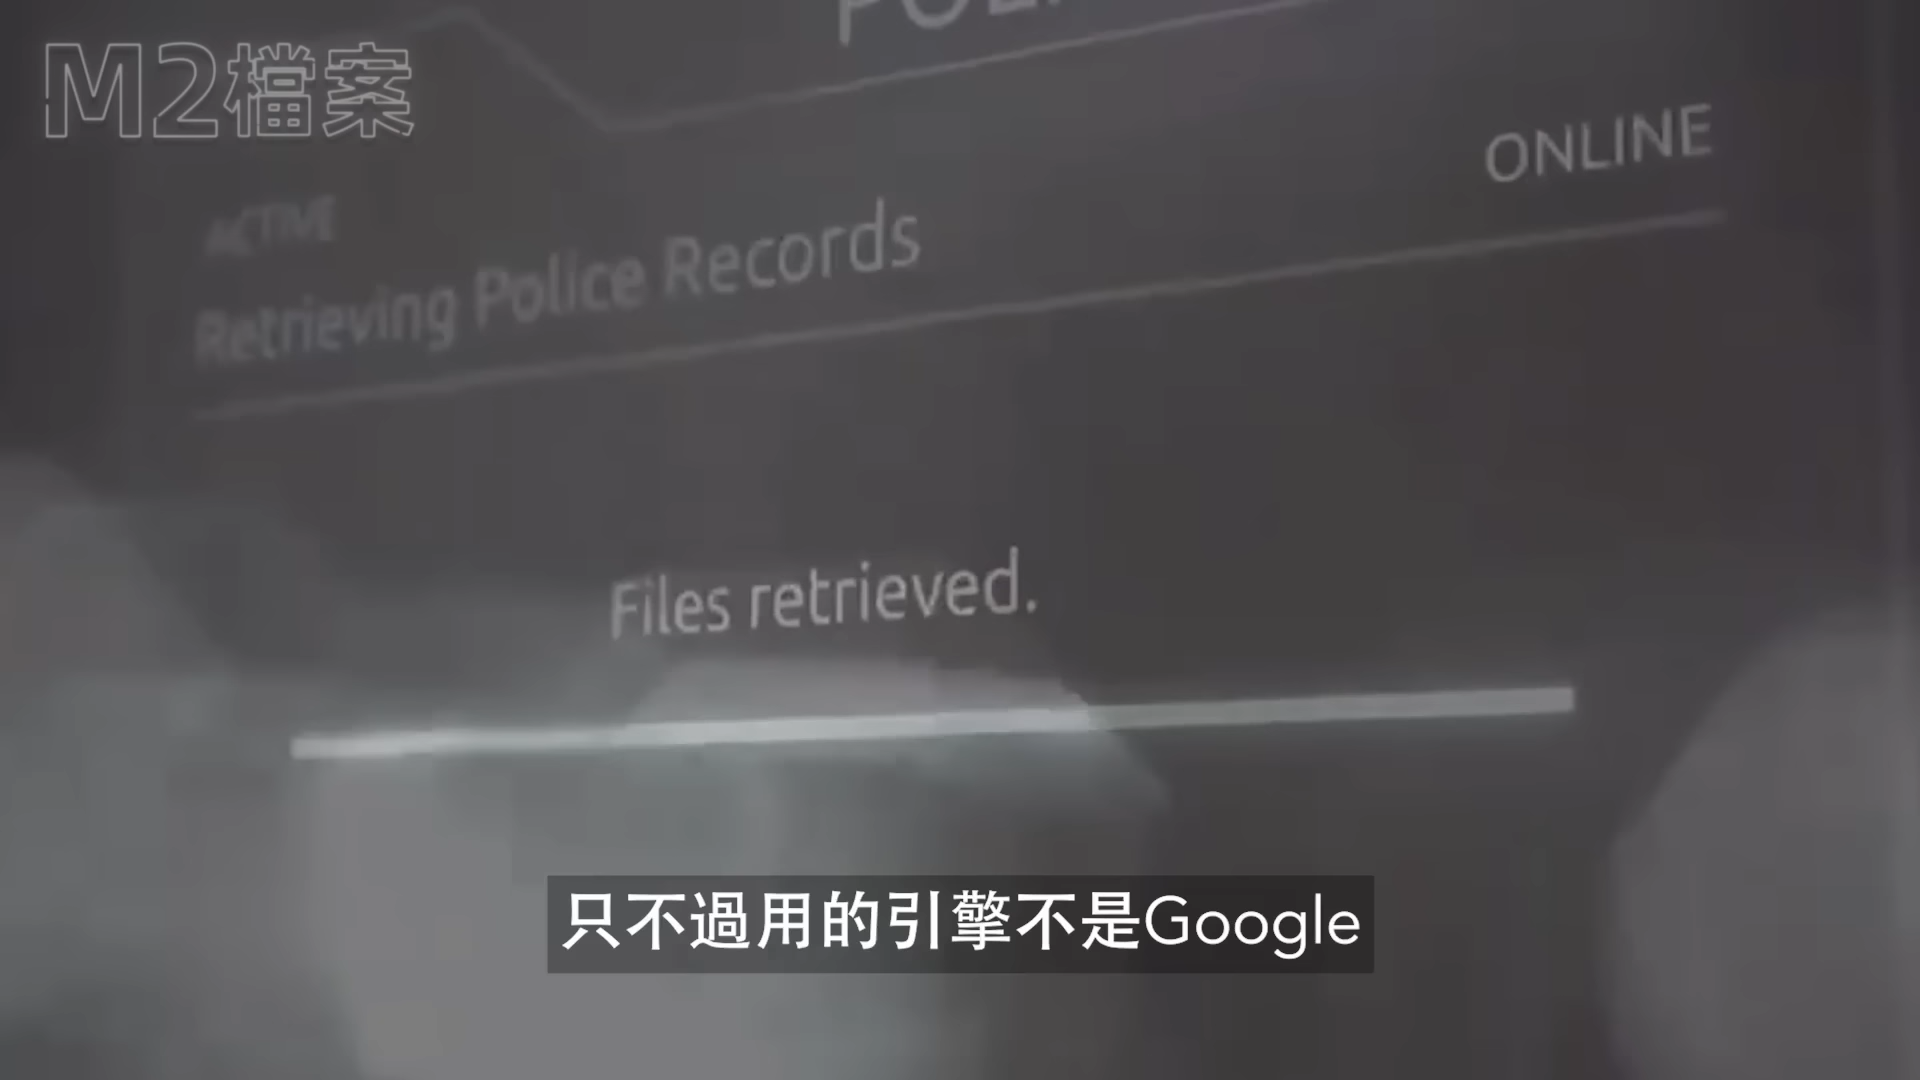 M2檔案
ONLINE
ACTIVE
Retrieving Police Records
Files retrieved.
只不過用的引擎不是Google